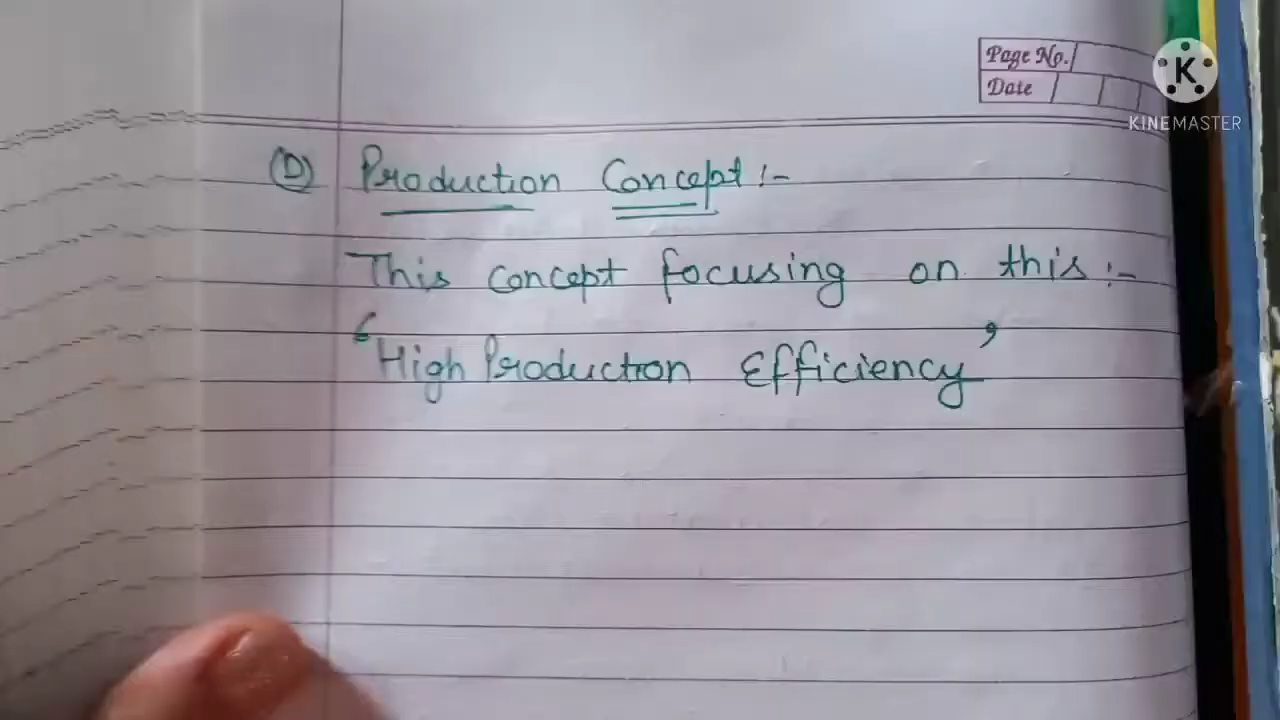 Page No.
Date
K
KINEMASTER
(D) Production Concept :-
This Concept focusing on this :-
'High Production Efficiency'